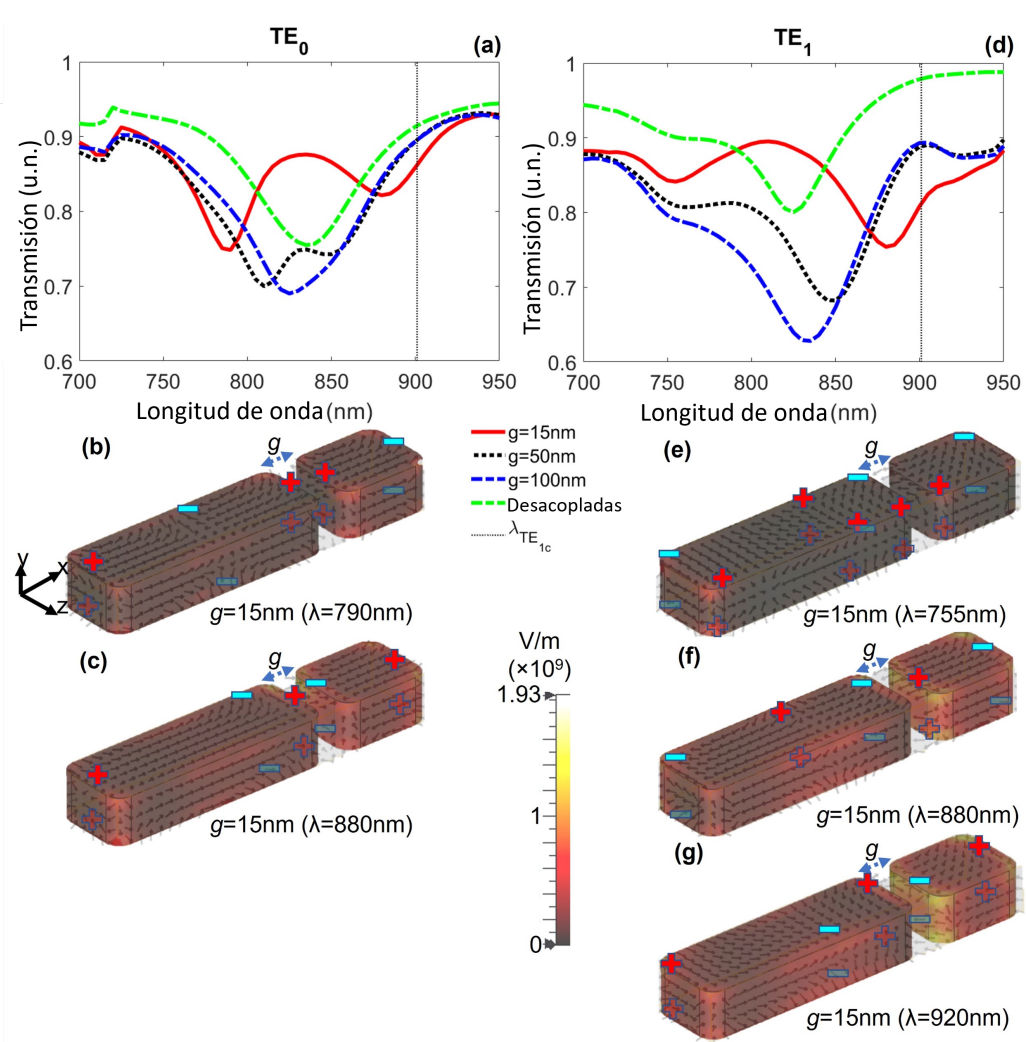 TE0
(a)
Transmisión (u.n.)
1
0.9
0.8
0.7
0.6
700 750 800 850 900 950
Longitud de onda(nm)
TE1
(d)
Transmisión (u.n.)
1
0.9
0.8
0.7
0.6
700 750 800 850 900 950
Longitud de onda(nm)
g=15nm
g=50nm
g=100nm
Desacopladas
λTE1c
(b)
g
y
x
z
g=15nm (λ=790nm)
(c)
g
g=15nm (λ=880nm)
V/m
(×10⁹)
1.93
1
0
(e)
g
g=15nm (λ=755nm)
(f)
g
g=15nm (λ=880nm)
(g)
g
g=15nm (λ=920nm)